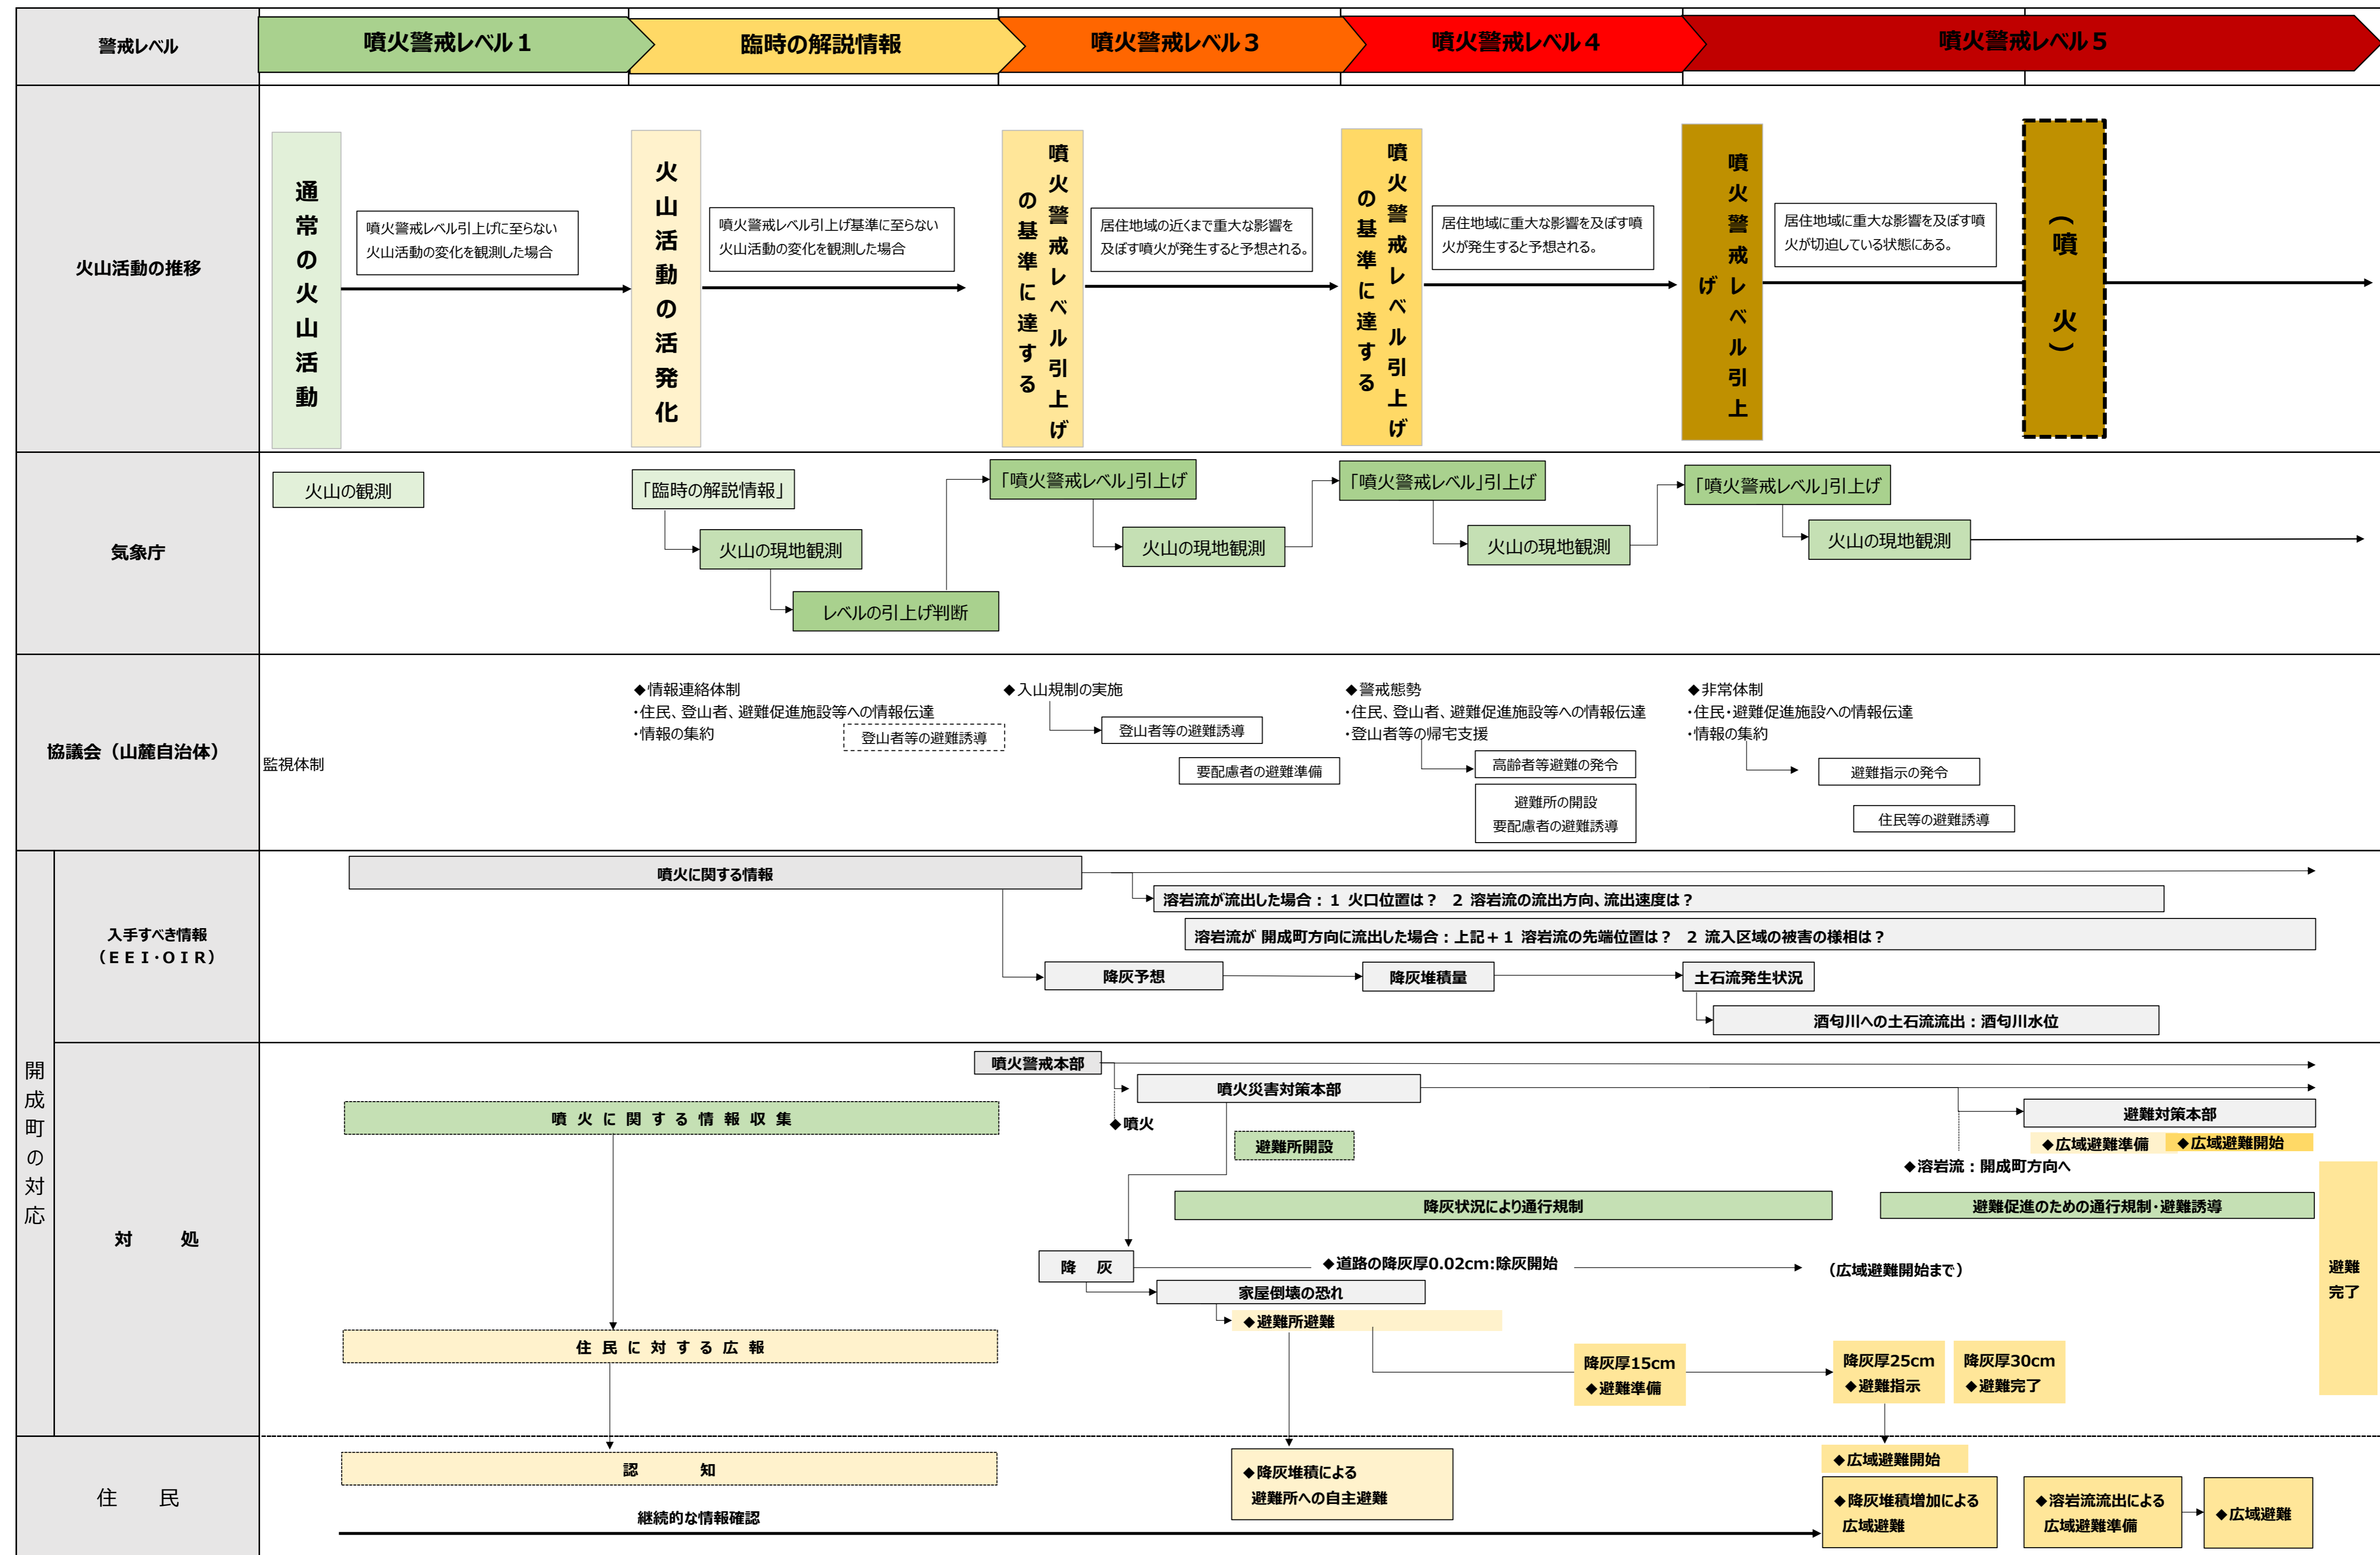 警戒レベル
噴火警戒レベル１
臨時の解説情報
噴火警戒レベル３
噴火警戒レベル４
噴火警戒レベル５
火山活動の推移
通常の火山活動
噴火警戒レベル引上げに至らない
火山活動の変化を観測した場合
火山活動の活発化
噴火警戒レベル引上げ基準に至らない
火山活動の変化を観測した場合
噴火警戒レベル引上げ
の基準に達する
居住地域の近くまで重大な影響を
及ぼす噴火が発生すると予想される。
噴火警戒レベル引上げ
の基準に達する
居住地域に重大な影響を及ぼす噴
火が発生すると予想される。
噴火警戒レベル引上
げ
居住地域に重大な影響を及ぼす噴
火が切迫している状態にある。
（噴　火）
気象庁
火山の観測
「臨時の解説情報」
火山の現地観測
レベルの引上げ判断
「噴火警戒レベル」引上げ
火山の現地観測
「噴火警戒レベル」引上げ
火山の現地観測
「噴火警戒レベル」引上げ
火山の現地観測
協議会（山麓自治体）
監視体制
◆情報連絡体制
・住民、登山者、避難促進施設等への情報伝達
・情報の集約
登山者等の避難誘導
◆入山規制の実施
登山者等の避難誘導
要配慮者の避難準備
◆警戒態勢
・住民、登山者、避難促進施設等への情報伝達
・登山者等の帰宅支援
高齢者等避難の発令
避難所の開設
要配慮者の避難誘導
◆非常体制
・住民・避難促進施設への情報伝達
・情報の集約
避難指示の発令
住民等の避難誘導
開成町の対応
入手すべき情報
（ＥＥＩ・ＯＩＲ）
噴火に関する情報
溶岩流が流出した場合：１ 火口位置は？　２ 溶岩流の流出方向、流出速度は？
溶岩流が 開成町方向に流出した場合：上記＋１ 溶岩流の先端位置は？　２ 流入区域の被害の様相は？
降灰予想
降灰堆積量
土石流発生状況
酒匂川への土石流流出：酒匂川水位
対　　処
噴火警戒本部
噴火災害対策本部
◆噴火
噴火に関する情報収集
避難対策本部
◆広域避難準備
◆広域避難開始
避難所開設
◆溶岩流：開成町方向へ
降灰状況により通行規制
避難促進のための通行規制・避難誘導
降　灰
◆道路の降灰厚0.02cm:除灰開始
（広域避難開始まで）
避難
完了
家屋倒壊の恐れ
◆避難所避難
住民に対する広報
降灰厚15cm
◆避難準備
降灰厚25cm
◆避難指示
降灰厚30cm
◆避難完了
住　民
認　　知
継続的な情報確認
◆降灰堆積による
避難所への自主避難
◆広域避難開始
◆降灰堆積増加による
広域避難
◆溶岩流流出による
広域避難準備
◆広域避難